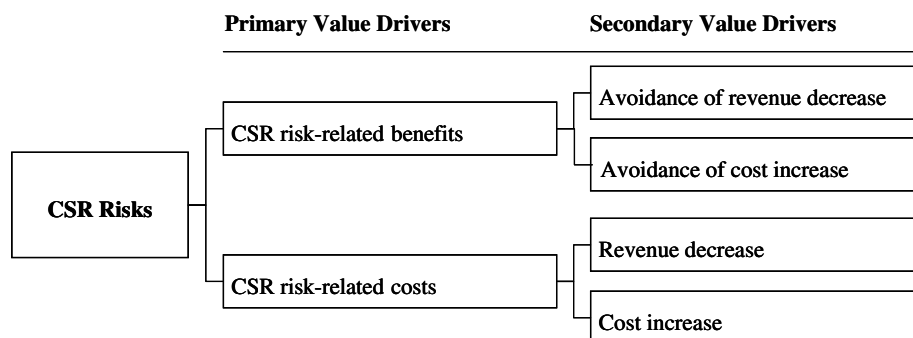 Primary Value Drivers
Secondary Value Drivers
Avoidance of revenue decrease
CSR risk-related benefits
Avoidance of cost increase
CSR Risks
Revenue decrease
CSR risk-related costs
Cost increase